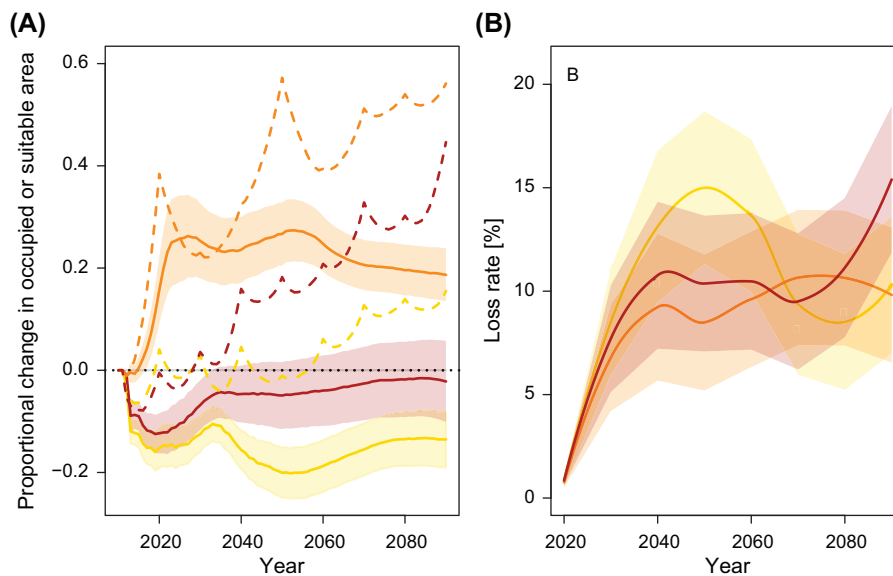 (A)
Proportional change in occupied or suitable area
0.6
0.4
0.2
0.0
−0.2
2020 2040 2060 2080
Year
(B)
B
Loss rate [%]
20
15
10
5
0
2020 2040 2060 2080
Year